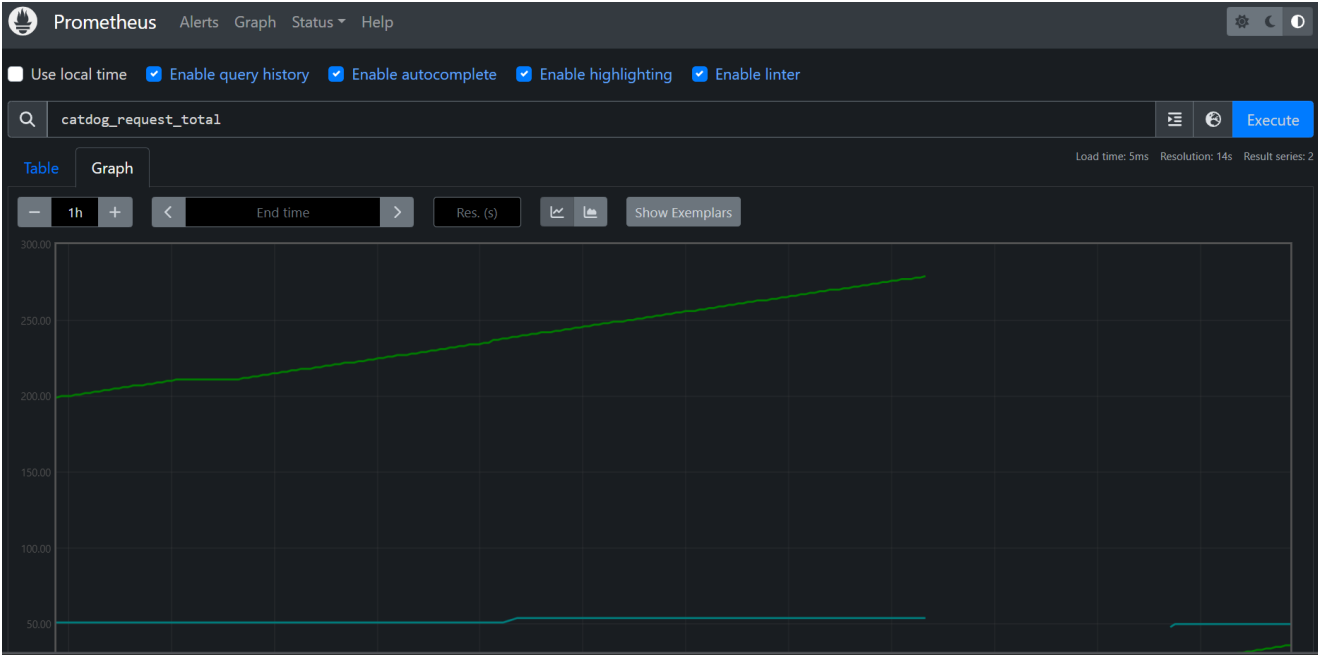 Prometheus Alerts Graph Status Help
Use local time Enable query history Enable autocomplete Enable highlighting Enable linter
catdog_request_total Execute
Table Graph Load time: 5ms Resolution: 14s Result series: 2
1h End time Res. (s) Show Exemplars
300.00
250.00
200.00
150.00
100.00
50.00